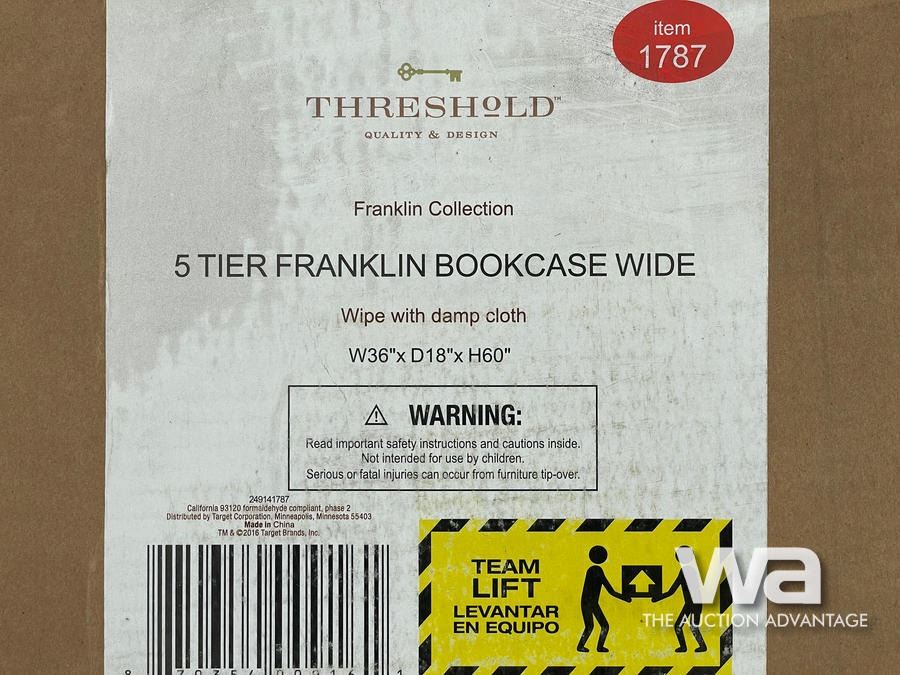 item
1787
THRESHOLD™
QUALITY & DESIGN
Franklin Collection
5 TIER FRANKLIN BOOKCASE WIDE
Wipe with damp cloth
W36"x D18"x H60"
WARNING:
Read important safety instructions and cautions inside.
Not intended for use by children.
Serious or fatal injuries can occur from furniture tip-over.
249141787
California 93120 formaldehyde compliant, phase 2
Distributed by Target Corporation, Minneapolis, Minnesota 55403
Made in China
TM & ©2016 Target Brands, Inc.
TEAM
LIFT
LEVANTAR
EN EQUIPO
wa
THE AUCTION ADVANTAGE